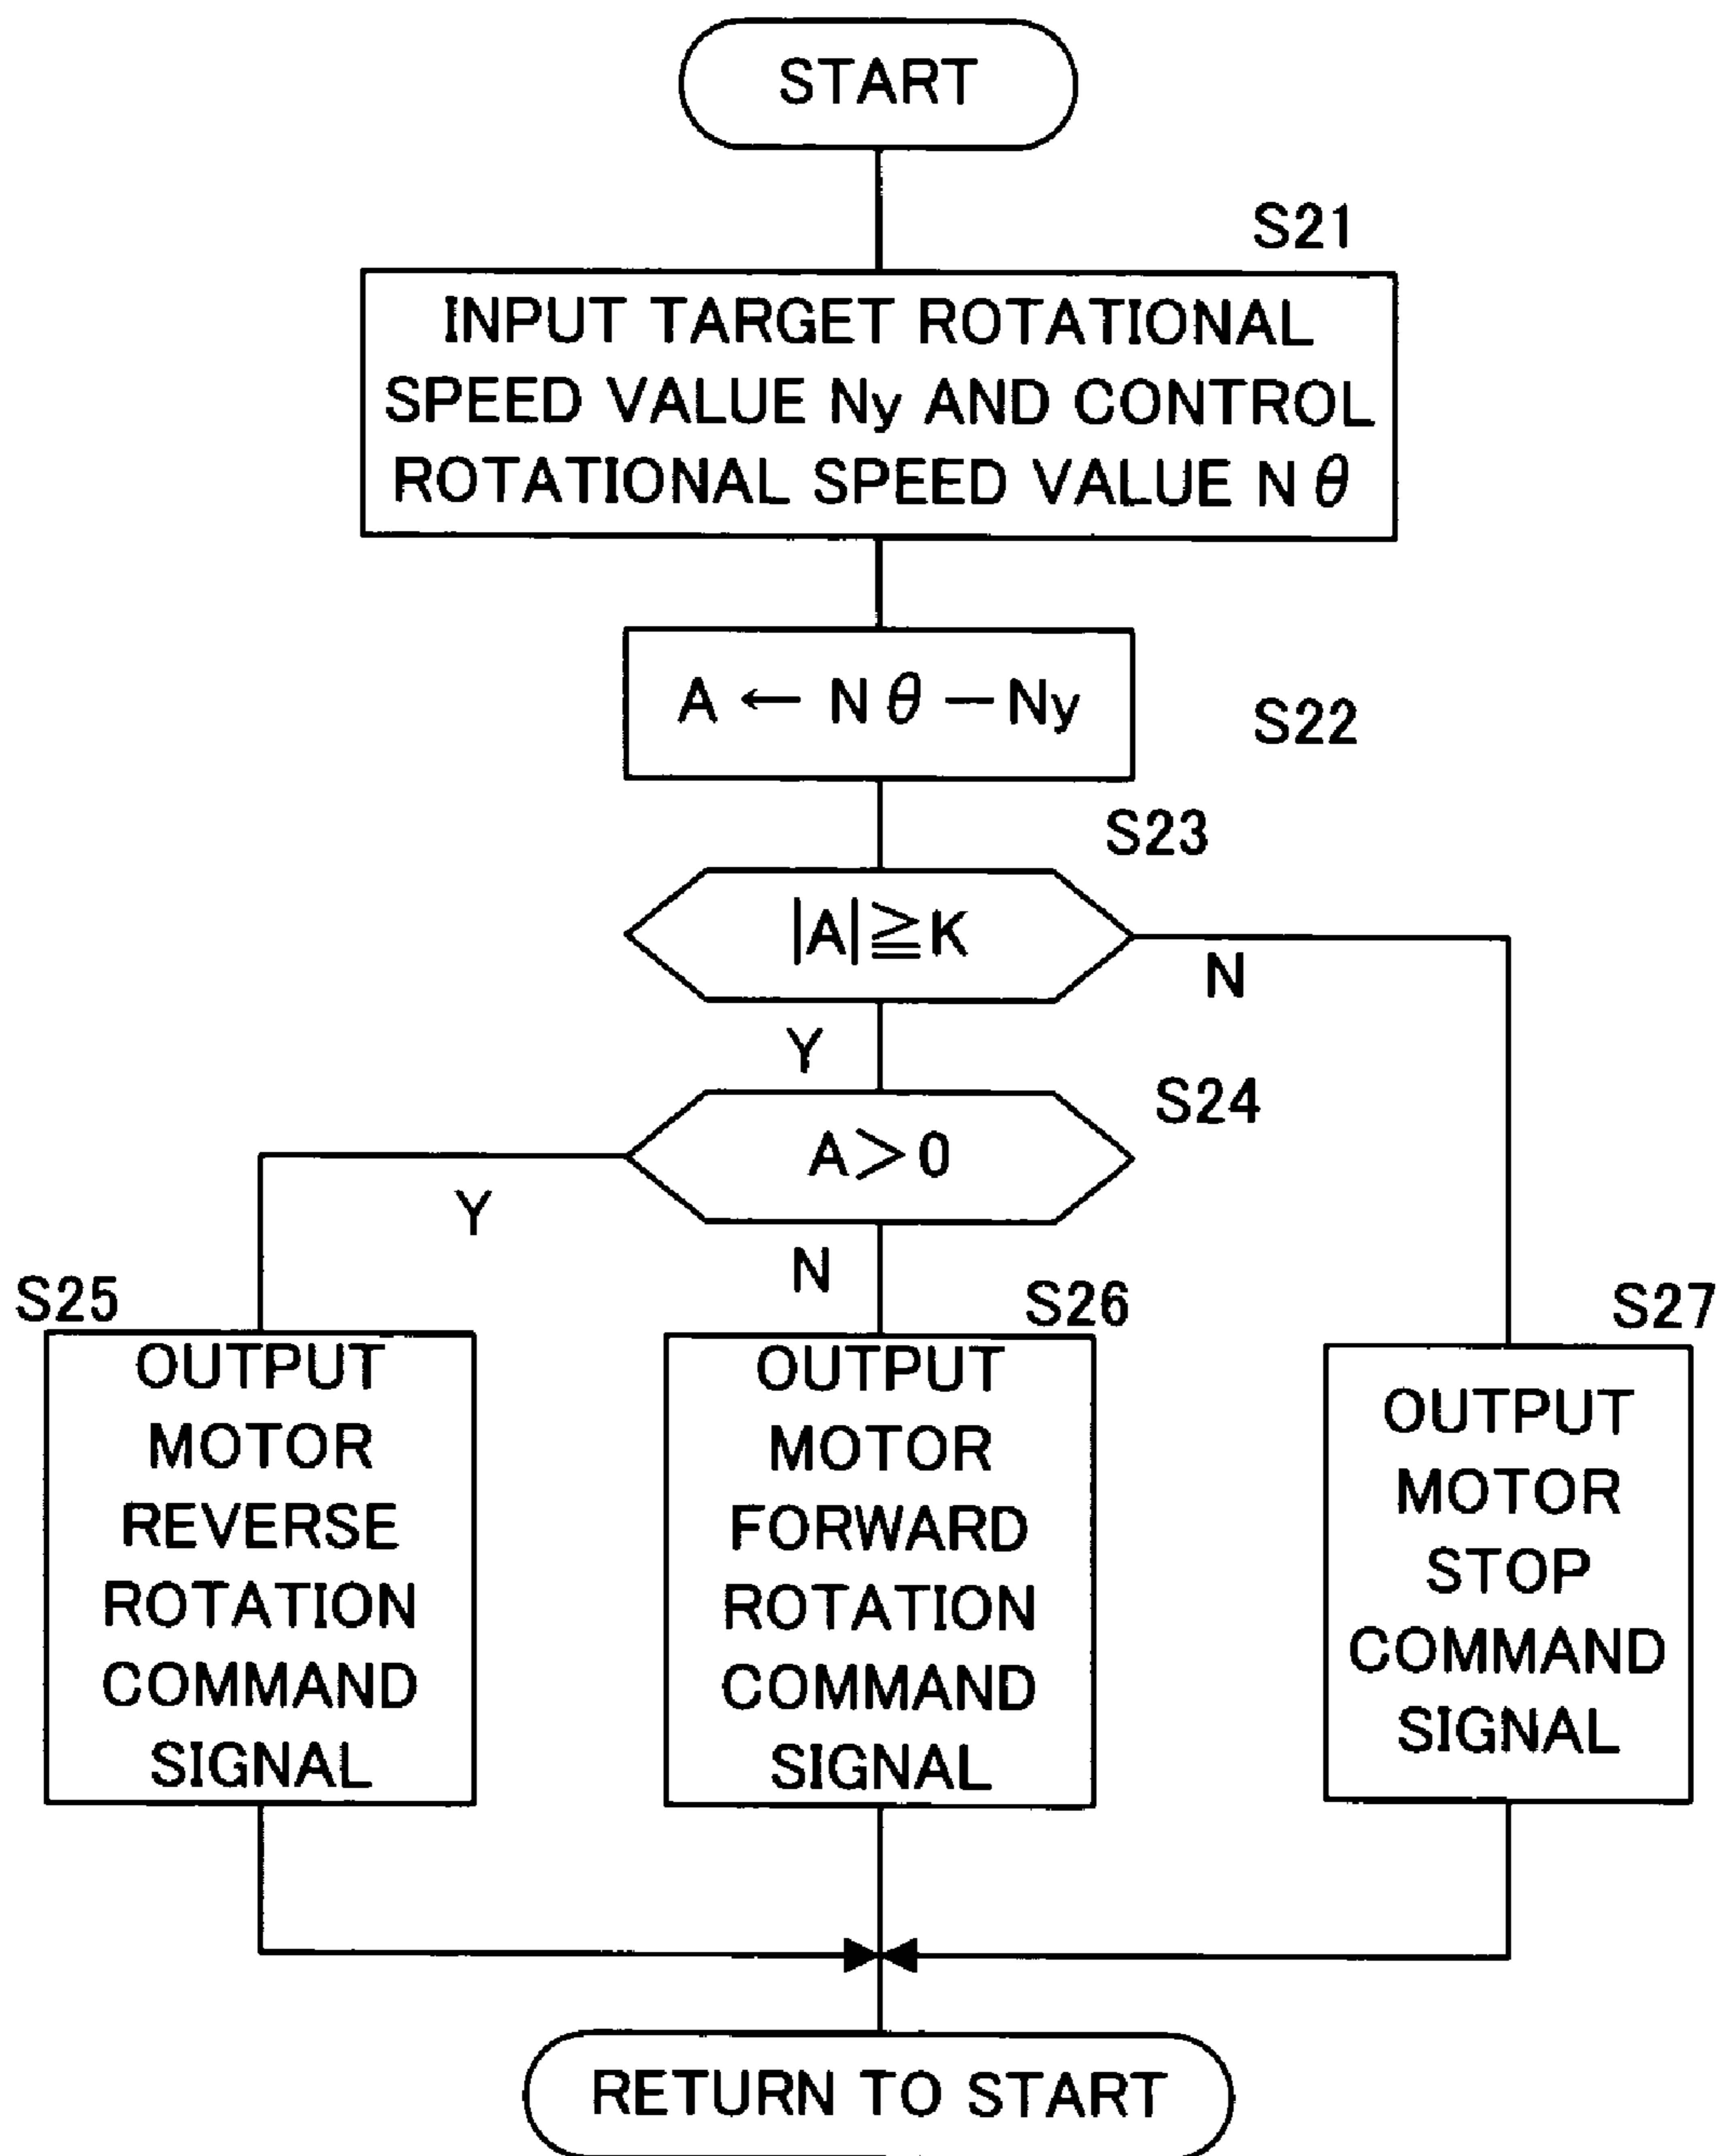 START
S21
INPUT TARGET ROTATIONAL
SPEED VALUE Ny AND CONTROL
ROTATIONAL SPEED VALUE N θ
A ← N θ − Ny
S22
S23
|A| ≧ K
N
Y
S24
A > 0
Y
N
S25
OUTPUT
MOTOR
REVERSE
ROTATION
COMMAND
SIGNAL
S26
OUTPUT
MOTOR
FORWARD
ROTATION
COMMAND
SIGNAL
S27
OUTPUT
MOTOR
STOP
COMMAND
SIGNAL
RETURN TO START